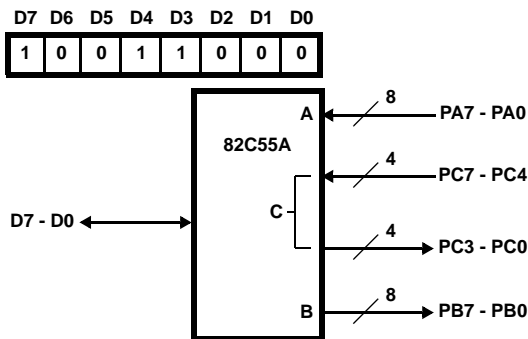 D7 D6 D5 D4 D3 D2 D1 D0
1 0 0 1 1 0 0 0
A 8 PA7 - PA0
82C55A
4 PC7 - PC4
C
D7 - D0
4 PC3 - PC0
B 8 PB7 - PB0